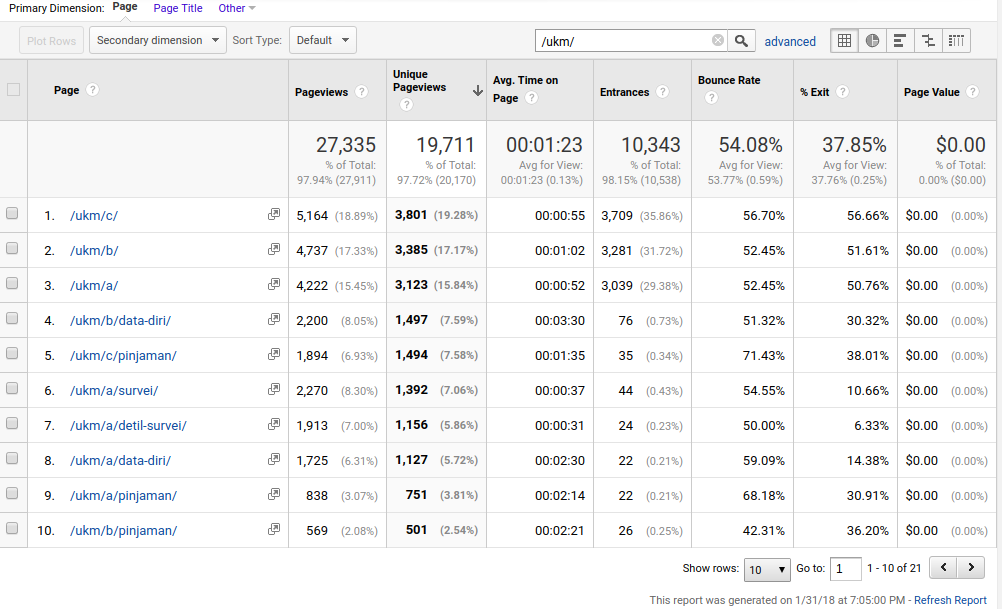 Primary Dimension: Page Page Title Other
Plot Rows Secondary dimension Sort Type: Default /ukm/ advanced
Page ? Pageviews ? Unique Pageviews ? Avg. Time on Page ? Entrances ? Bounce Rate ? % Exit ? Page Value ?
27,335 19,711 00:01:23 10,343 54.08% 37.85% $0.00
% of Total: % of Total: Avg for View: % of Total: Avg for View: Avg for View: % of Total:
97.94% (27,911) 97.72% (20,170) 00:01:23 (0.13%) 98.15% (10,538) 53.77% (0.59%) 37.76% (0.25%) 0.00% ($0.00)
1. /ukm/c/ 5,164 (18.89%) 3,801 (19.28%) 00:00:55 3,709 (35.86%) 56.70% 56.66% $0.00 (0.00%)
2. /ukm/b/ 4,737 (17.33%) 3,385 (17.17%) 00:01:02 3,281 (31.72%) 52.45% 51.61% $0.00 (0.00%)
3. /ukm/a/ 4,222 (15.45%) 3,123 (15.84%) 00:00:52 3,039 (29.38%) 52.45% 50.76% $0.00 (0.00%)
4. /ukm/b/data-diri/ 2,200 (8.05%) 1,497 (7.59%) 00:03:30 76 (0.73%) 51.32% 30.32% $0.00 (0.00%)
5. /ukm/c/pinjaman/ 1,894 (6.93%) 1,494 (7.58%) 00:01:35 35 (0.34%) 71.43% 38.01% $0.00 (0.00%)
6. /ukm/a/survei/ 2,270 (8.30%) 1,392 (7.06%) 00:00:37 44 (0.43%) 54.55% 10.66% $0.00 (0.00%)
7. /ukm/a/detil-survei/ 1,913 (7.00%) 1,156 (5.86%) 00:00:31 24 (0.23%) 50.00% 6.33% $0.00 (0.00%)
8. /ukm/a/data-diri/ 1,725 (6.31%) 1,127 (5.72%) 00:02:30 22 (0.21%) 59.09% 14.38% $0.00 (0.00%)
9. /ukm/a/pinjaman/ 838 (3.07%) 751 (3.81%) 00:02:14 22 (0.21%) 68.18% 30.91% $0.00 (0.00%)
10. /ukm/b/pinjaman/ 569 (2.08%) 501 (2.54%) 00:02:21 26 (0.25%) 42.31% 36.20% $0.00 (0.00%)
Show rows: 10 Go to: 1 1 - 10 of 21
This report was generated on 1/31/18 at 7:05:00 PM - Refresh Report